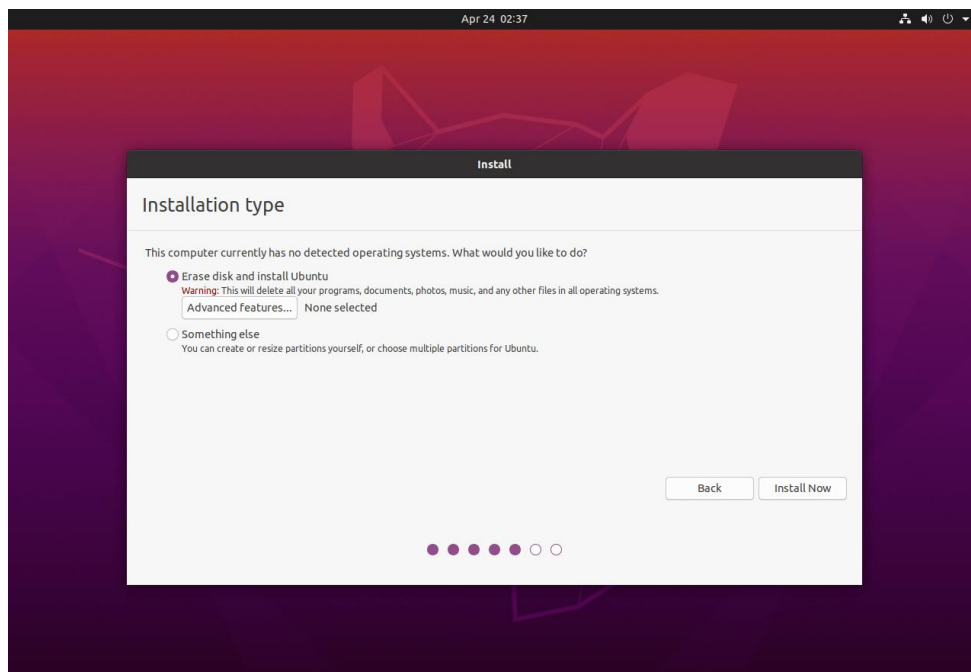 Apr 24 02:37
Install
Installation type
This computer currently has no detected operating systems. What would you like to do?
Erase disk and install Ubuntu
Warning: This will delete all your programs, documents, photos, music, and any other files in all operating systems.
Advanced features... None selected
Something else
You can create or resize partitions yourself, or choose multiple partitions for Ubuntu.
Back Install Now